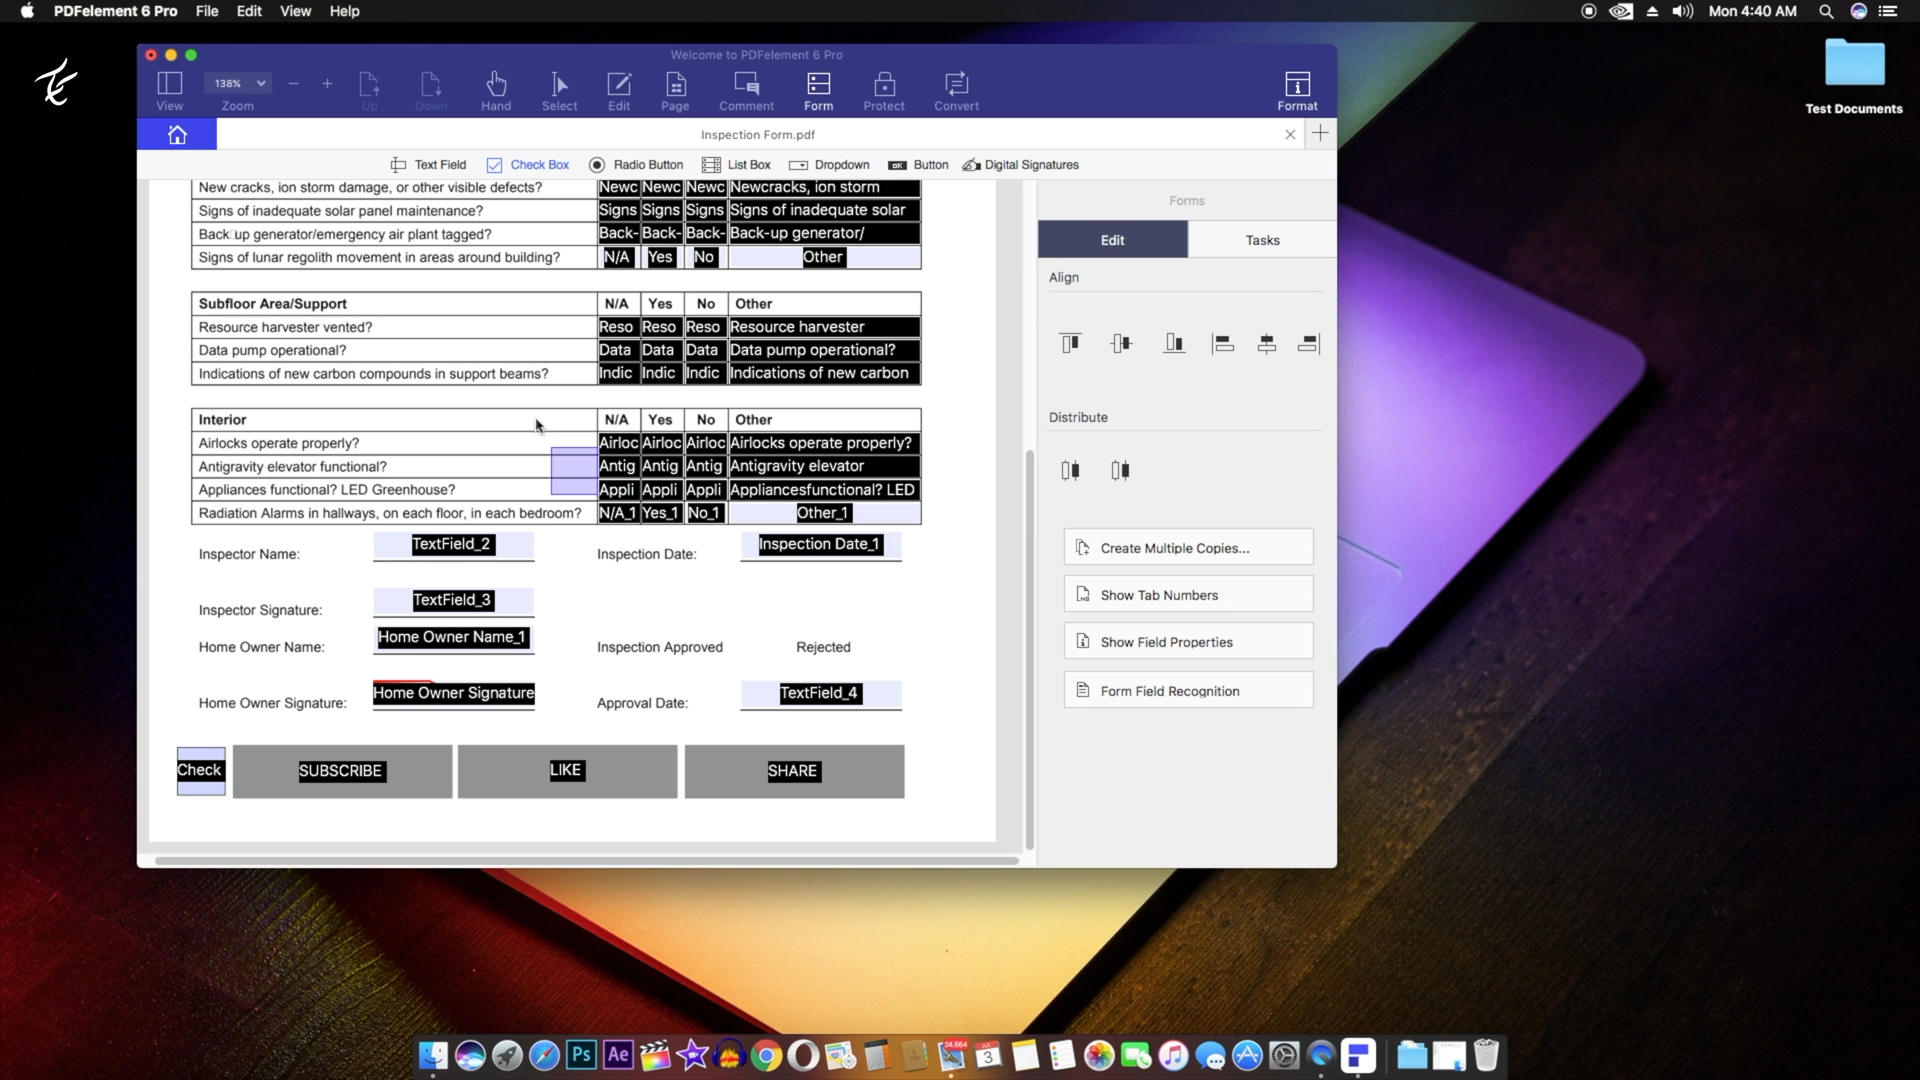 PDFelement 6 Pro File Edit View Help
Mon 4:40 AM
Test Documents
Welcome to PDFelement 6 Pro
138%
View Zoom Up Down Hand Select Edit Page Comment Form Protect Convert Format
Inspection Form.pdf
Text Field Check Box Radio Button List Box Dropdown OK Button Digital Signatures
New cracks, ion storm damage, or other visible defects? Newc Newc Newc Newcracks, ion storm
Signs of inadequate solar panel maintenance? Signs Signs Signs Signs of inadequate solar
Back up generator/emergency air plant tagged? Back- Back- Back- Back-up generator/
Signs of lunar regolith movement in areas around building? N/A Yes No Other
Subfloor Area/Support N/A Yes No Other
Resource harvester vented? Reso Reso Reso Resource harvester
Data pump operational? Data Data Data Data pump operational?
Indications of new carbon compounds in support beams? Indic Indic Indic Indications of new carbon
Interior N/A Yes No Other
Airlocks operate properly? Airloc Airloc Airloc Airlocks operate properly?
Antigravity elevator functional? Antig Antig Antig Antigravity elevator
Appliances functional? LED Greenhouse? Appli Appli Appli Appliancesfunctional? LED
Radiation Alarms in hallways, on each floor, in each bedroom? N/A_1 Yes_1 No_1 Other_1
Inspector Name: TextField_2 Inspection Date: Inspection Date_1
Inspector Signature: TextField_3
Home Owner Name: Home Owner Name_1 Inspection Approved Rejected
Home Owner Signature: Home Owner Signature Approval Date: TextField_4
Check SUBSCRIBE LIKE SHARE
Forms
Edit Tasks
Align
Distribute
Create Multiple Copies...
Show Tab Numbers
Show Field Properties
Form Field Recognition
Ps Ae 24,664 JUL 3